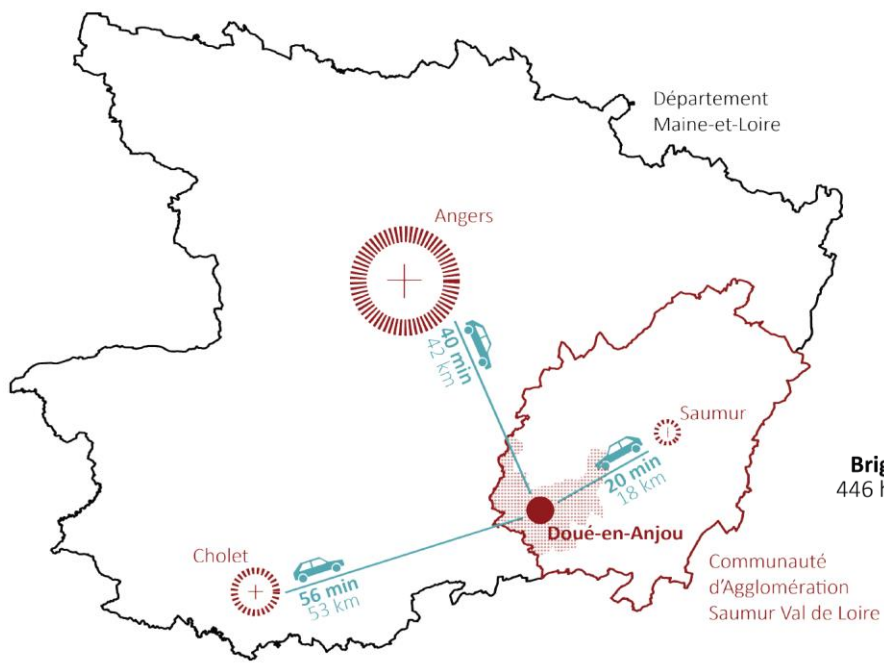 Département
Maine-et-Loire
Angers
40 min
42 km
Saumur
20 min
18 km
Doué-en-Anjou
Cholet
56 min
53 km
Communauté
d'Agglomération
Saumur Val de Loire
446 h